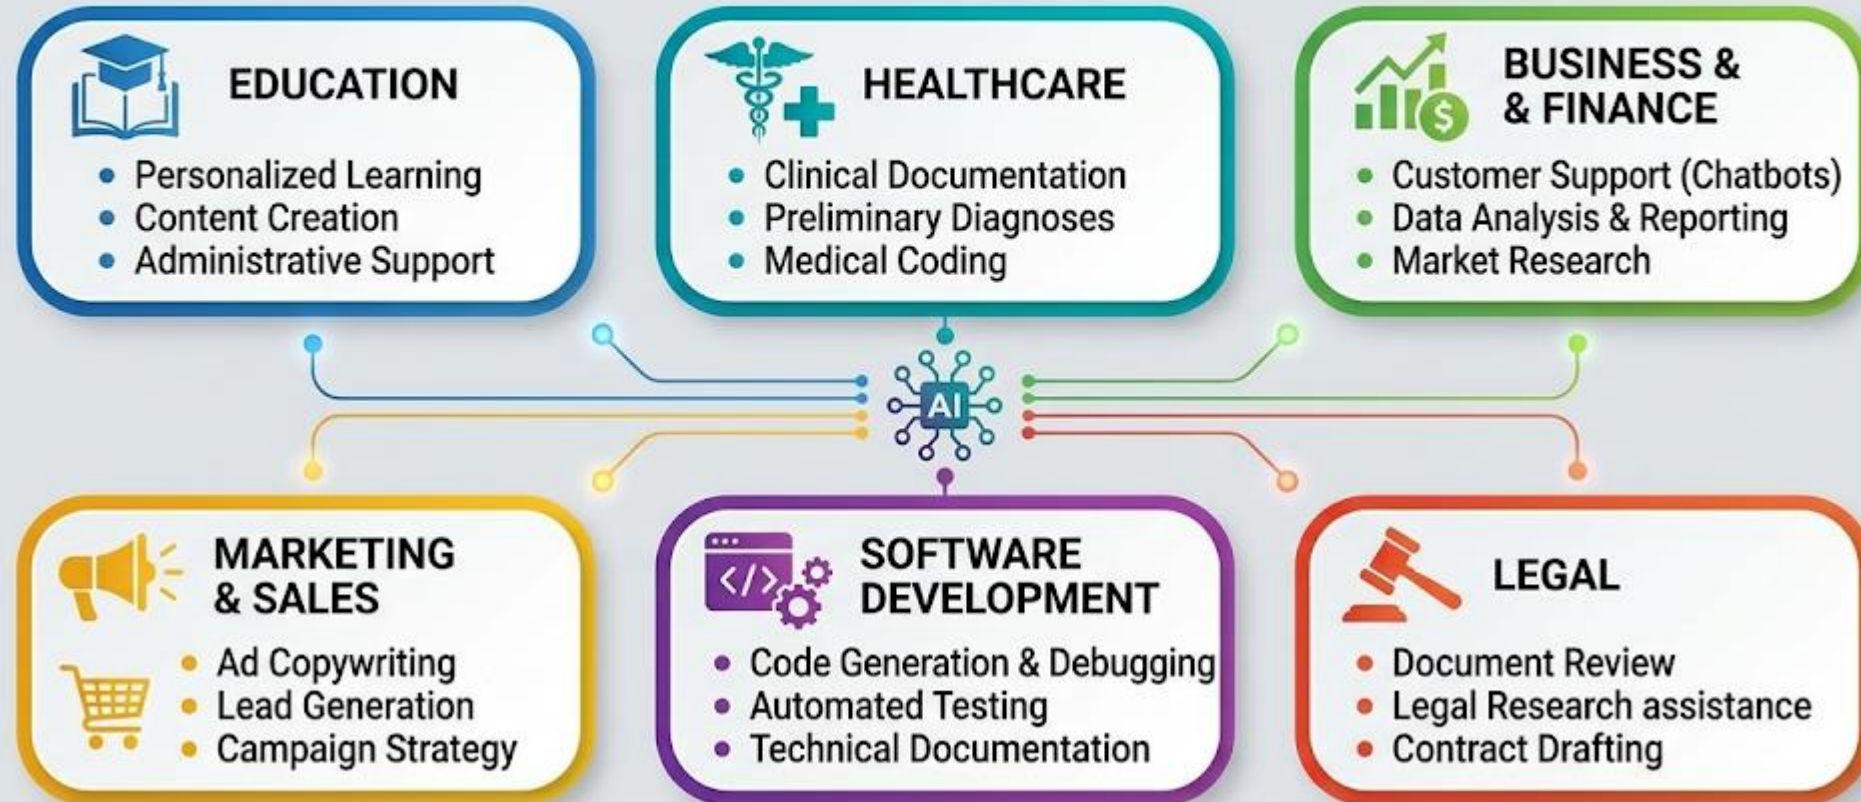 EDUCATION
• Personalized Learning
• Content Creation
• Administrative Support
HEALTHCARE
• Clinical Documentation
• Preliminary Diagnoses
• Medical Coding
BUSINESS &
& FINANCE
$
• Customer Support (Chatbots)
• Data Analysis & Reporting
• Market Research
AI
MARKETING
& SALES
• Ad Copywriting
• Lead Generation
• Campaign Strategy
</>
SOFTWARE
DEVELOPMENT
• Code Generation & Debugging
• Automated Testing
• Technical Documentation
LEGAL
• Document Review
• Legal Research assistance
• Contract Drafting